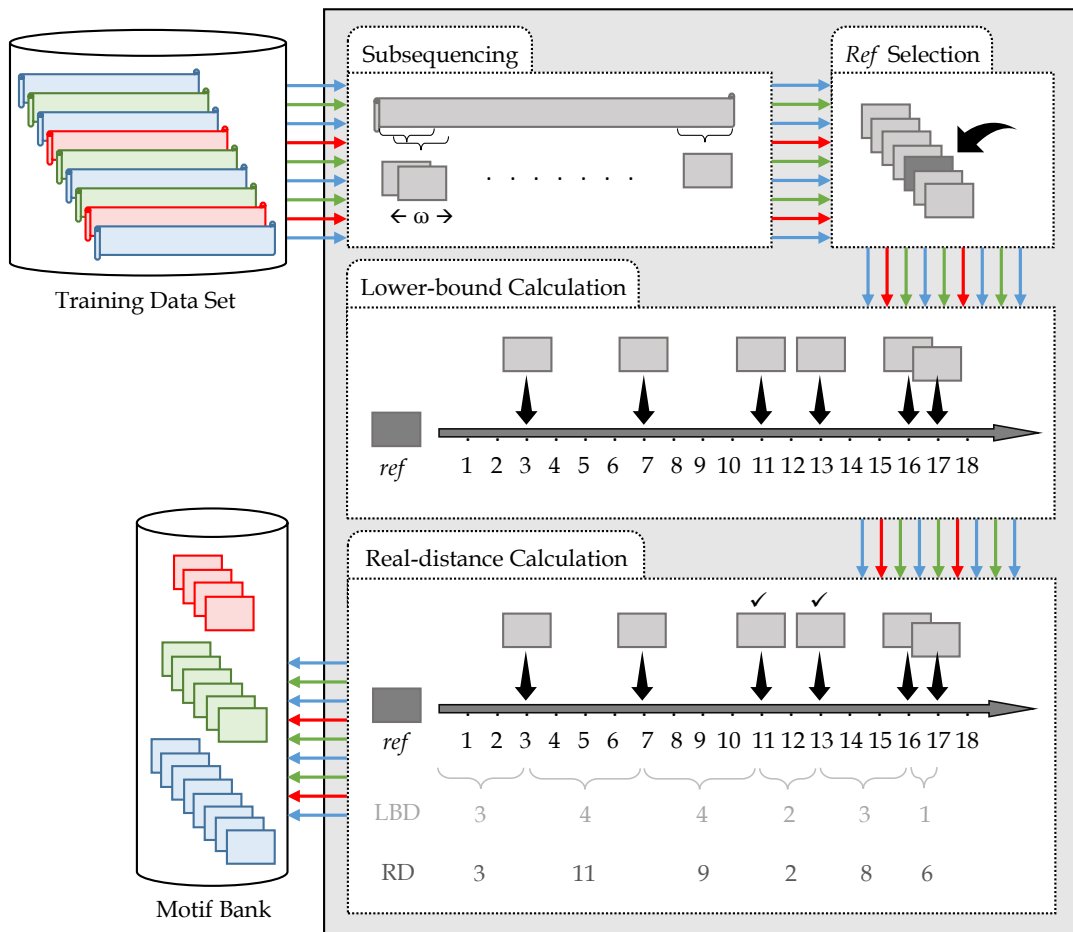 Subsequencing
Ref Selection
← ω →
. . . . . . .
Training Data Set
Lower-bound Calculation
ref
1 2 3 4 5 6 7 8 9 10 11 12 13 14 15 16 17 18
Real-distance Calculation
✓ ✓
ref
1 2 3 4 5 6 7 8 9 10 11 12 13 14 15 16 17 18
LBD 3 4 4 2 3 1
RD 3 11 9 2 8 6
Motif Bank